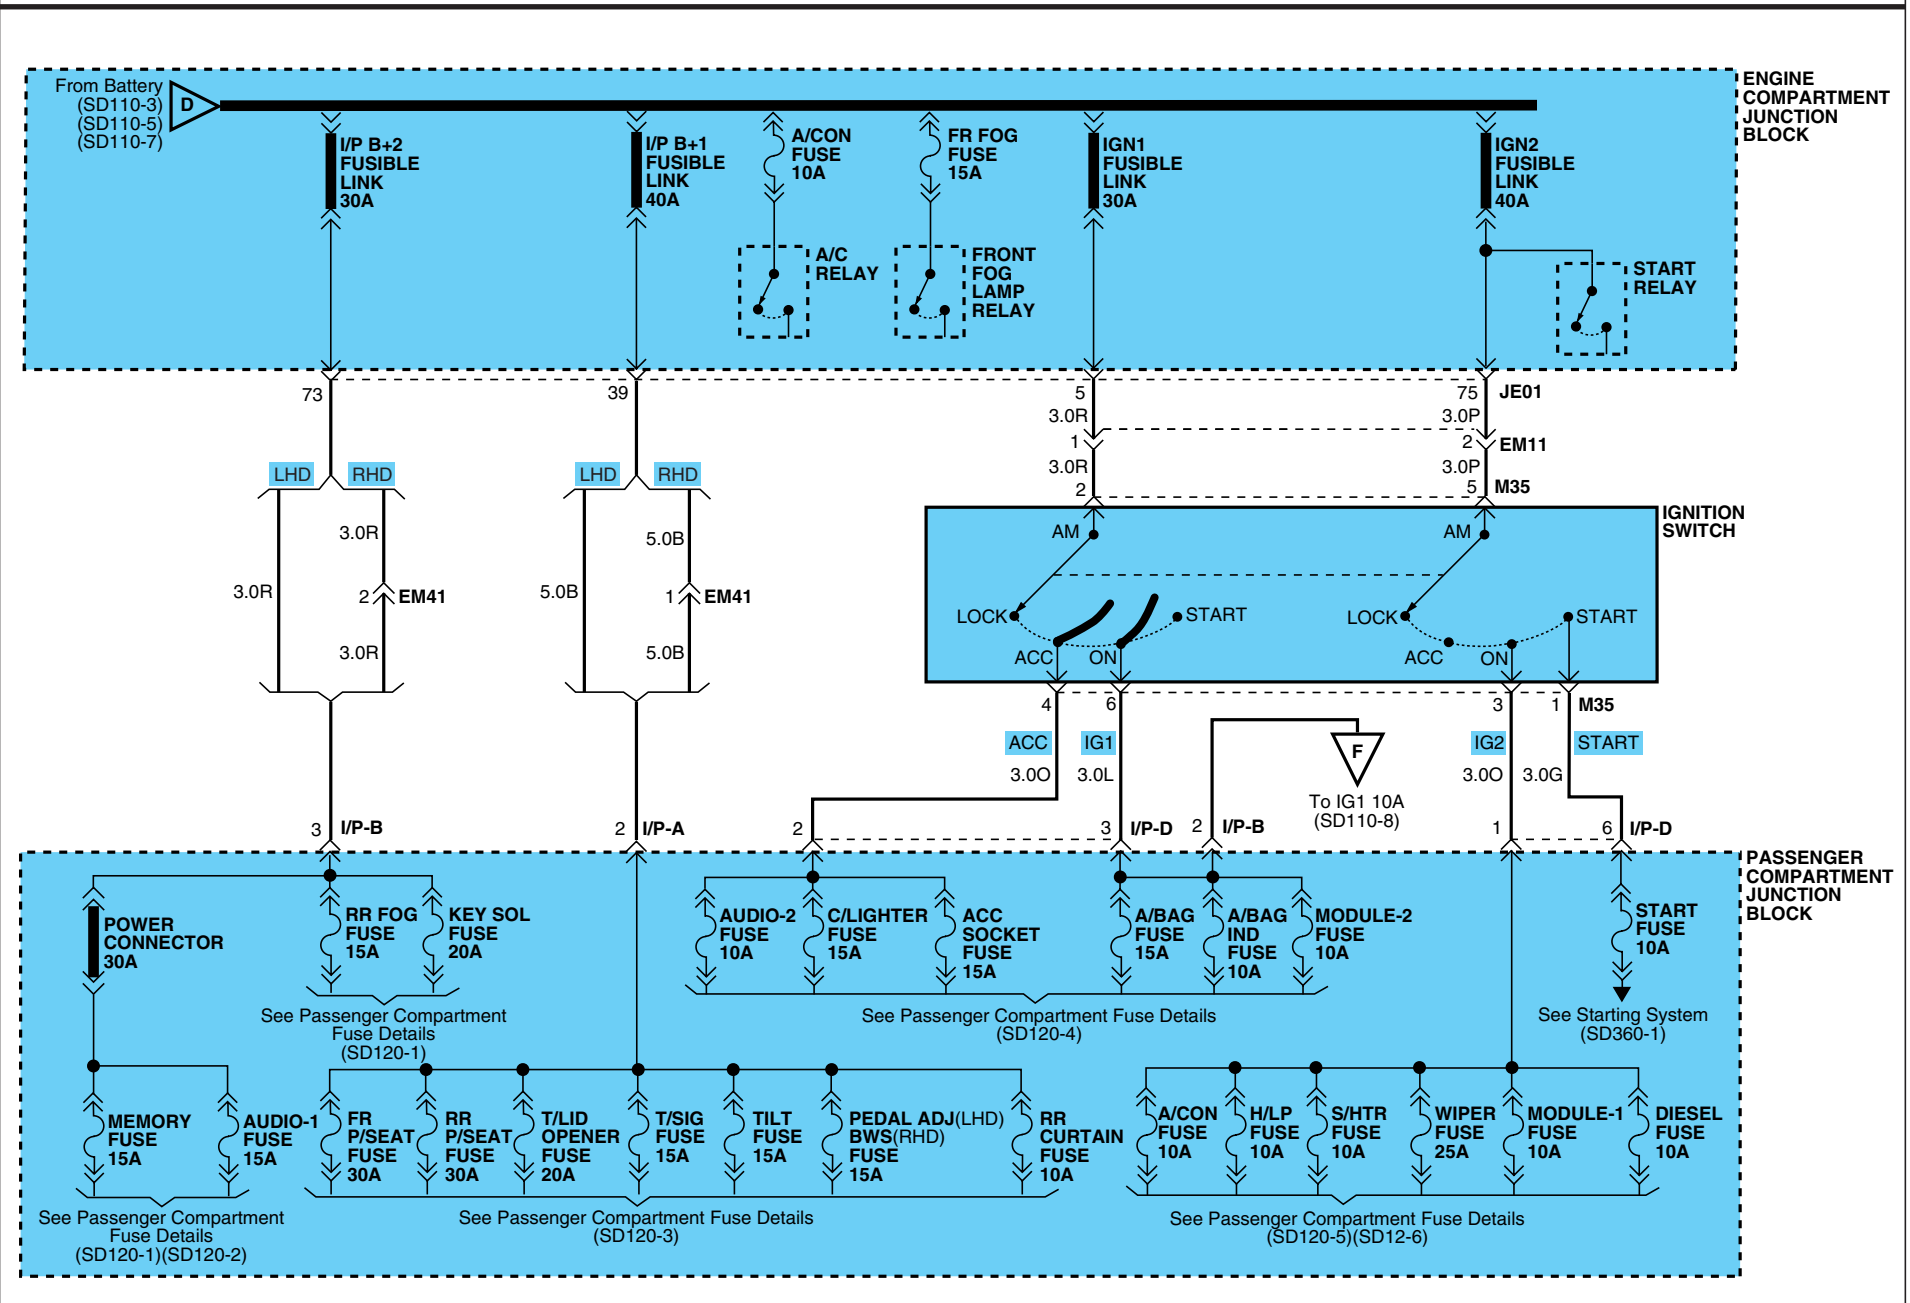 From Battery
(SD110-3)
(SD110-5)
(SD110-7)
D
ENGINE
COMPARTMENT
JUNCTION
BLOCK
I/P B+2
FUSIBLE
LINK
30A
I/P B+1
FUSIBLE
LINK
40A
A/CON
FUSE
10A
FR FOG
FUSE
15A
IGN1
FUSIBLE
LINK
30A
IGN2
FUSIBLE
LINK
40A
A/C
RELAY
FRONT
FOG
LAMP
RELAY
START
RELAY
73
39
5
75
JE01
3.0R
3.0P
1
2
EM11
3.0R
3.0P
2
5
M35
LHD
RHD
LHD
RHD
IGNITION
SWITCH
AM
AM
3.0R
5.0B
3.0R
2
EM41
5.0B
1
EM41
3.0R
5.0B
LOCK
START
LOCK
START
ACC
ON
ACC
ON
4
6
3
1
M35
ACC
IG1
IG2
START
3.0O
3.0L
3.0O
3.0G
F
To IG1 10A
(SD110-8)
3
I/P-B
2
I/P-A
2
3
I/P-D
2
I/P-B
1
6
I/P-D
PASSENGER
COMPARTMENT
JUNCTION
BLOCK
POWER
CONNECTOR
30A
RR FOG
FUSE
15A
KEY SOL
FUSE
20A
AUDIO-2
FUSE
10A
C/LIGHTER
FUSE
15A
ACC
SOCKET
FUSE
15A
A/BAG
FUSE
15A
A/BAG
IND
FUSE
10A
MODULE-2
FUSE
10A
START
FUSE
10A
See Passenger Compartment
Fuse Details
(SD120-1)
See Passenger Compartment Fuse Details
(SD120-4)
See Starting System
(SD360-1)
MEMORY
FUSE
15A
AUDIO-1
FUSE
15A
FR
P/SEAT
FUSE
30A
RR
P/SEAT
FUSE
30A
T/LID
OPENER
FUSE
20A
T/SIG
FUSE
15A
TILT
FUSE
15A
PEDAL ADJ(LHD)
BWS(RHD)
FUSE
15A
RR
CURTAIN
FUSE
10A
A/CON
FUSE
10A
H/LP
FUSE
10A
S/HTR
FUSE
10A
WIPER
FUSE
25A
MODULE-1
FUSE
10A
DIESEL
FUSE
10A
See Passenger Compartment
Fuse Details
(SD120-1)(SD120-2)
See Passenger Compartment Fuse Details
(SD120-3)
See Passenger Compartment Fuse Details
(SD120-5)(SD12-6)